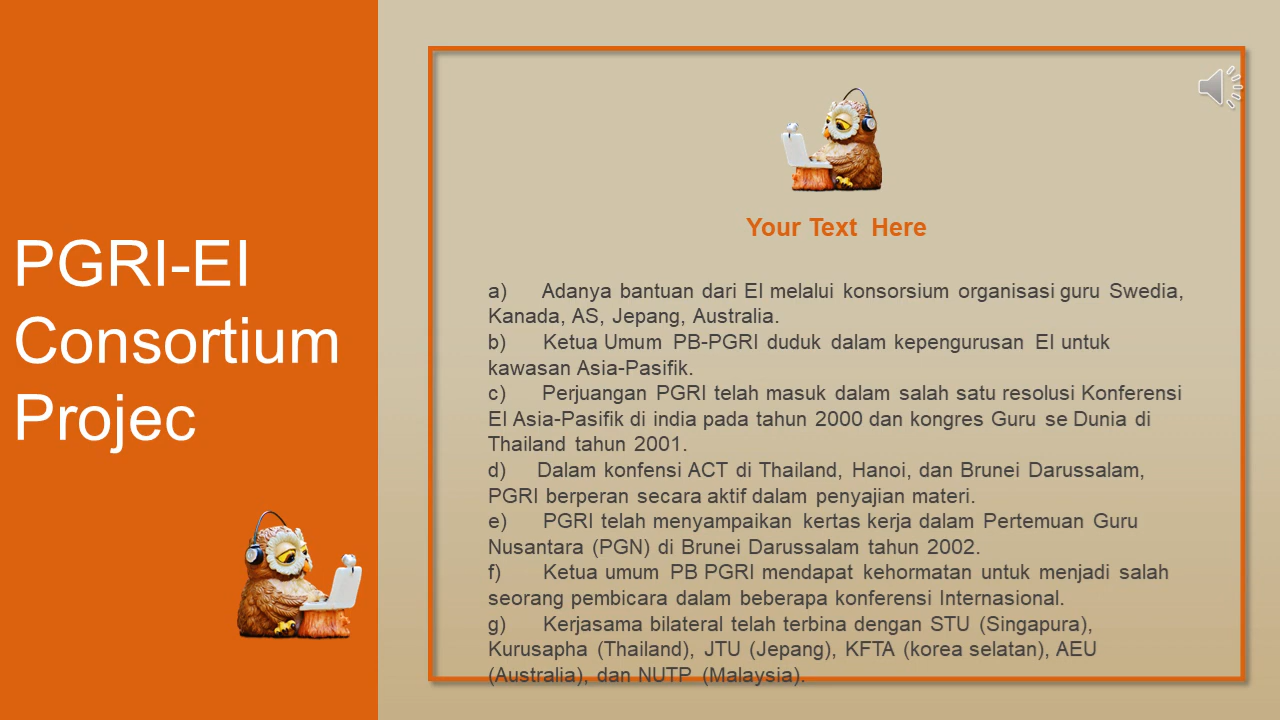 PGRI-EI
Consortium
Projec
Your Text Here
a) Adanya bantuan dari EI melalui konsorsium organisasi guru Swedia,
Kanada, AS, Jepang, Australia.
b) Ketua Umum PB-PGRI duduk dalam kepengurusan EI untuk
kawasan Asia-Pasifik.
c) Perjuangan PGRI telah masuk dalam salah satu resolusi Konferensi
EI Asia-Pasifik di india pada tahun 2000 dan kongres Guru se Dunia di
Thailand tahun 2001.
d) Dalam konfensi ACT di Thailand, Hanoi, dan Brunei Darussalam,
PGRI berperan secara aktif dalam penyajian materi.
e) PGRI telah menyampaikan kertas kerja dalam Pertemuan Guru
Nusantara (PGN) di Brunei Darussalam tahun 2002.
f) Ketua umum PB PGRI mendapat kehormatan untuk menjadi salah
seorang pembicara dalam beberapa konferensi Internasional.
g) Kerjasama bilateral telah terbina dengan STU (Singapura),
Kurusapha (Thailand), JTU (Jepang), KFTA (korea selatan), AEU
(Australia), dan NUTP (Malaysia).